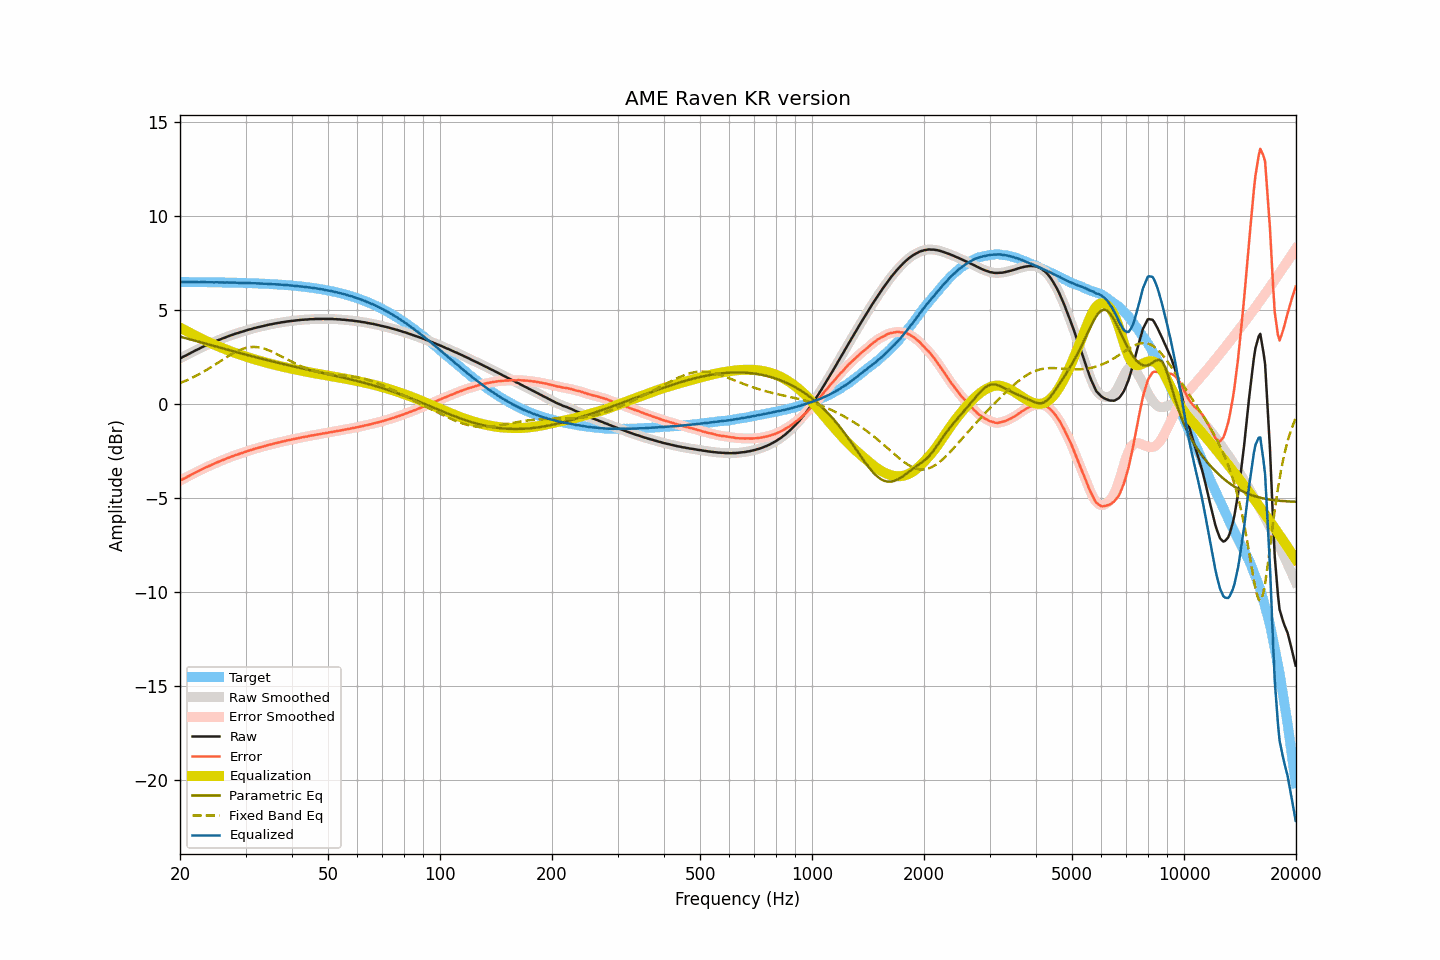 AME Raven KR version
15
10
5
0
−5
−10
−15
−20
Amplitude (dBr)
Target
Raw Smoothed
Error Smoothed
Raw
Error
Equalization
Parametric Eq
Fixed Band Eq
Equalized
20 50 100 200 500 1000 2000 5000 10000 20000
Frequency (Hz)